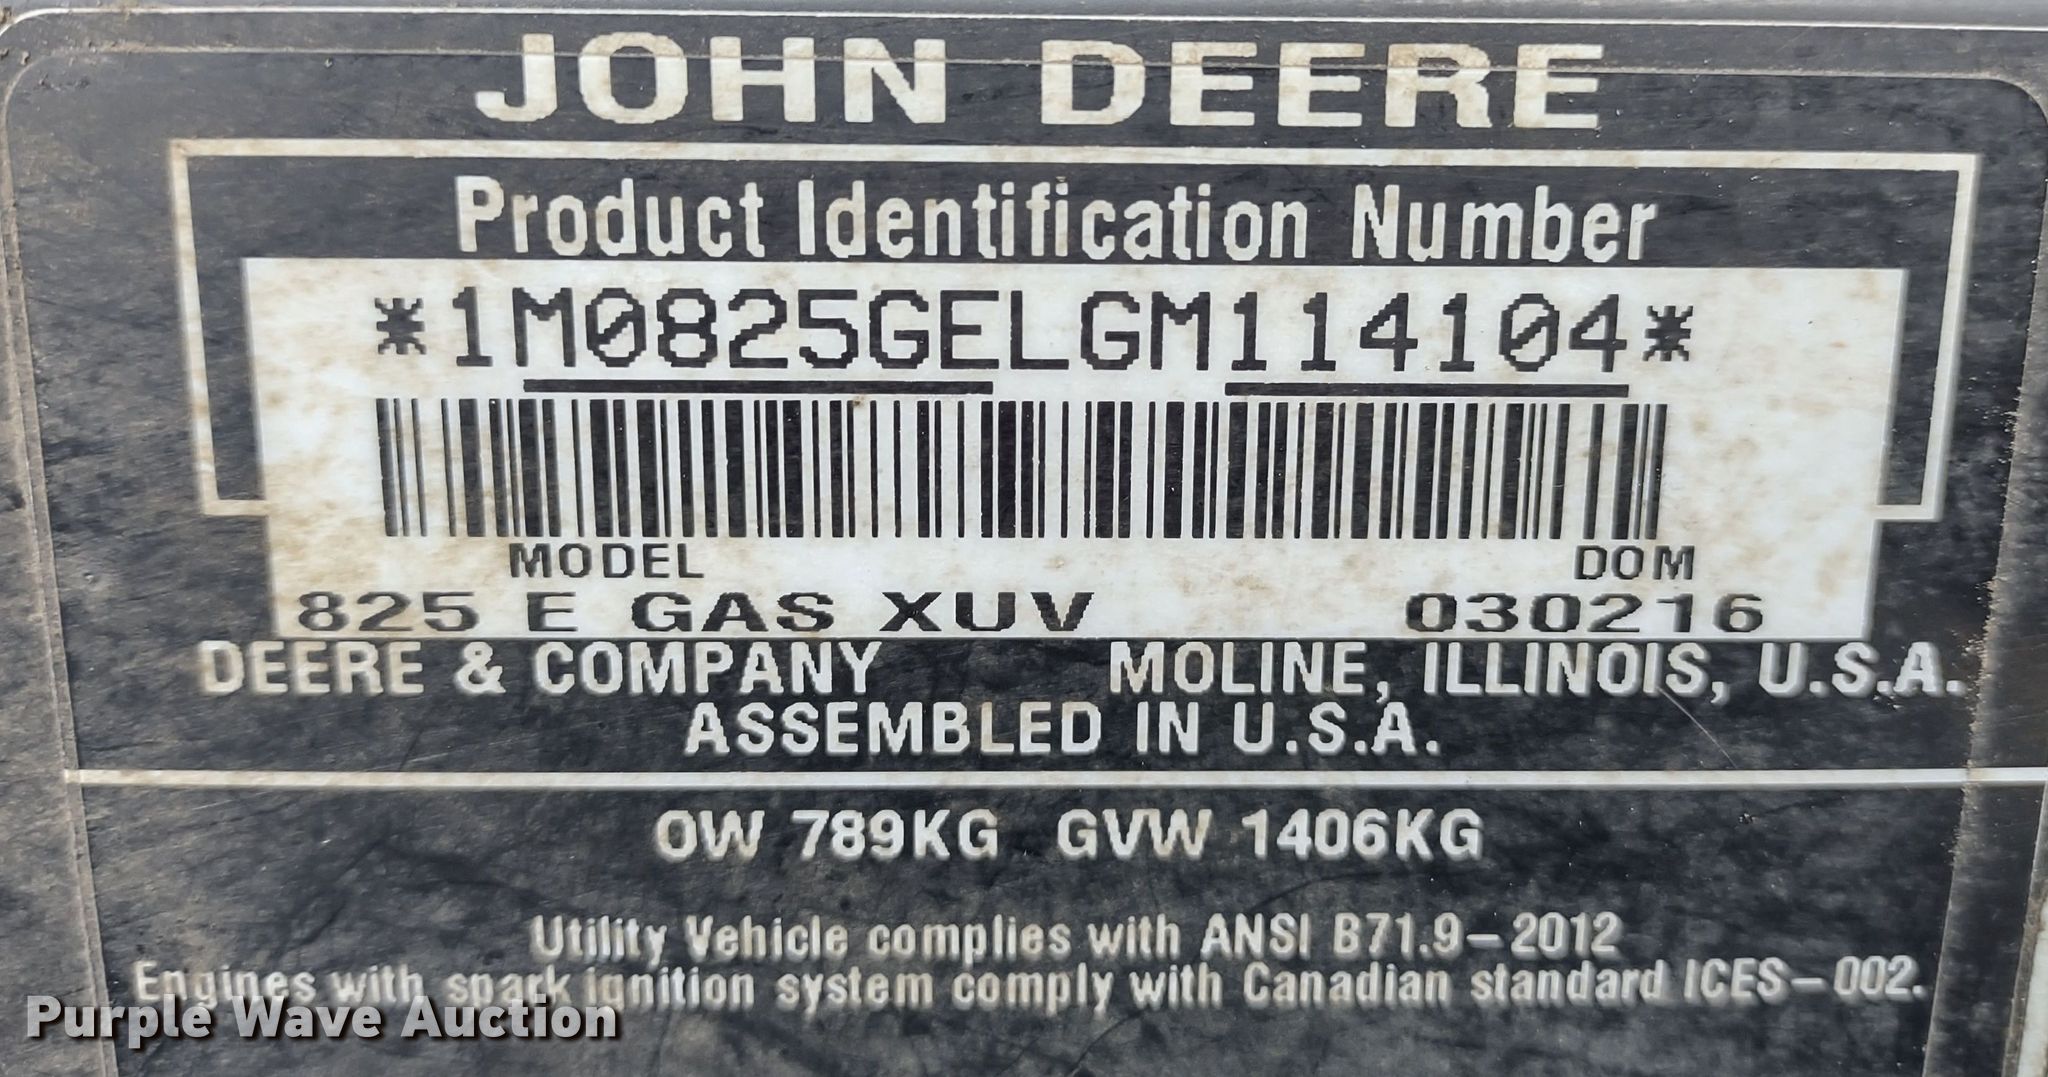 JOHN DEERE
Product Identification Number
*1M0825GELGM114104*
MODEL DOM
825 E GAS XUV 030216
DEERE & COMPANY MOLINE, ILLINOIS, U.S.A.
ASSEMBLED IN U.S.A.
OW 789KG GVW 1406KG
Utility Vehicle complies with ANSI B71.9-2012
Engines with spark ignition system comply with Canadian standard ICES-002.
Purple Wave Auction